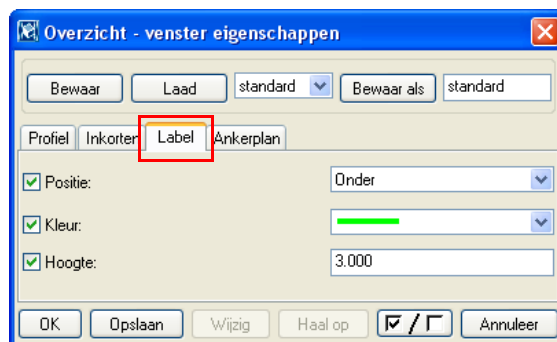 Overzicht - venster eigenschappen
Bewaar Laad standard Bewaar als standard
Profiel Inkorten Label Ankerplan
Positie: Onder
Kleur:
Hoogte: 3.000
OK Opslaan Wijzig Haal op / Annuleer